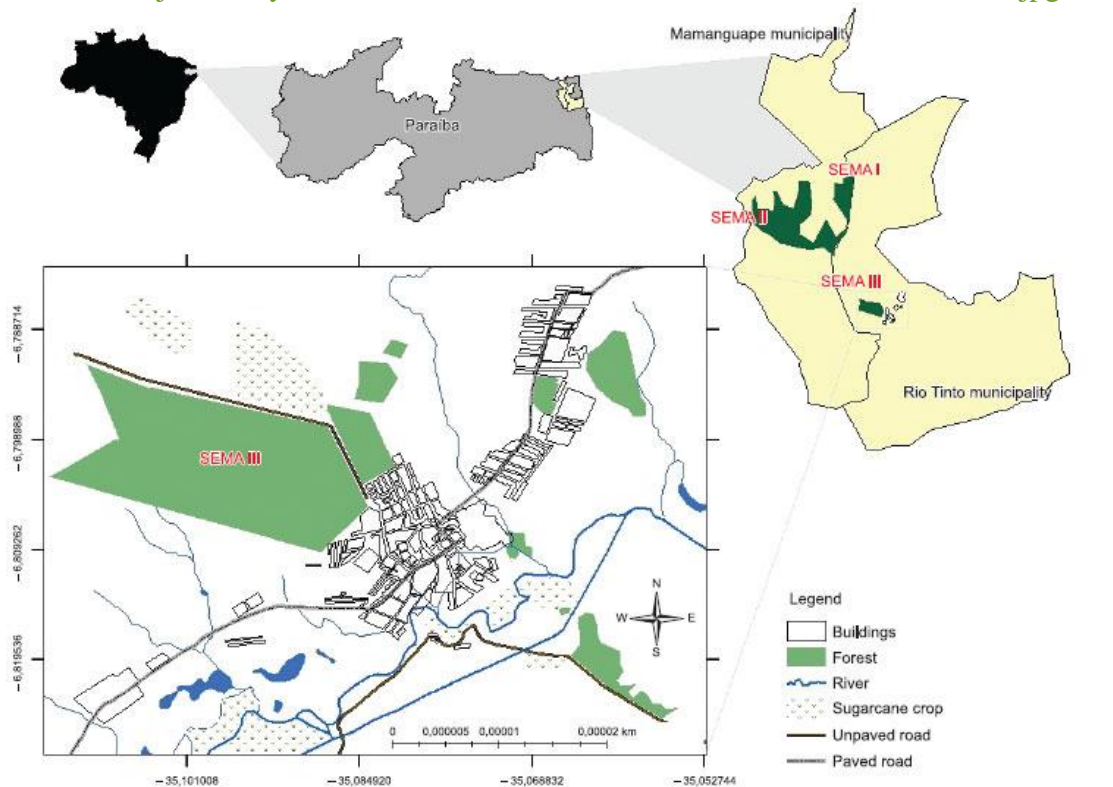 Mamanguape municipality
Paraíba
SEMA I
SEMA II
SEMA III
Rio Tinto municipality
−6,788714
−6,798988
−6,809262
−6,819536
SEMA III
N
W E
S
0 0,000005 0,00001 0,00002 km
−35,101008 −35,084920 −35,068832 −35,052744
Legend
Buildings
Forest
River
Sugarcane crop
Unpaved road
Paved road